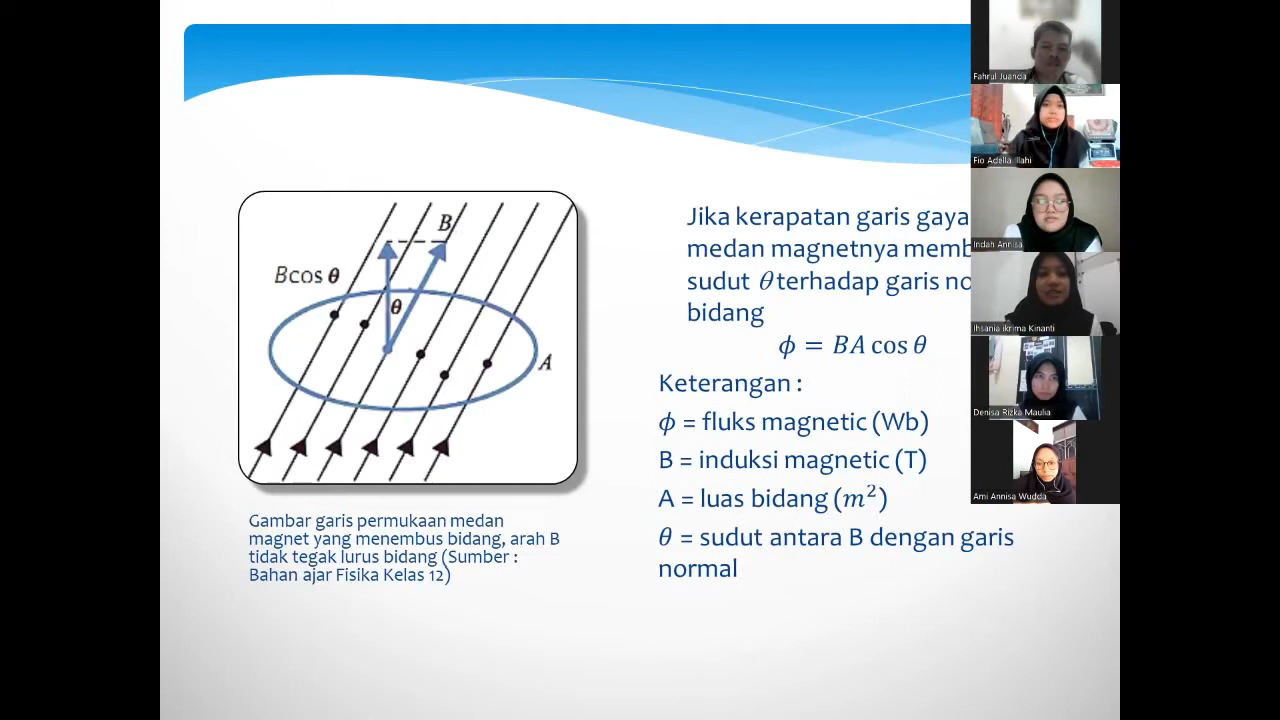 B
Bcos θ
θ
A
Gambar garis permukaan medan
magnet yang menembus bidang, arah B
tidak tegak lurus bidang (Sumber :
Bahan ajar Fisika Kelas 12)
Jika kerapatan garis gaya
medan magnetnya memb
sudut θ terhadap garis no
bidang
ϕ = BA cos θ
Keterangan :
ϕ = fluks magnetic (Wb)
B = induksi magnetic (T)
A = luas bidang (m²)
θ = sudut antara B dengan garis
normal
Fahrul Juanda
Fio Adella Illahi
Indah Annisa
Ihsania ikrima Kinanti
Denisa Rizka Maulia
Ami Annisa Wudda